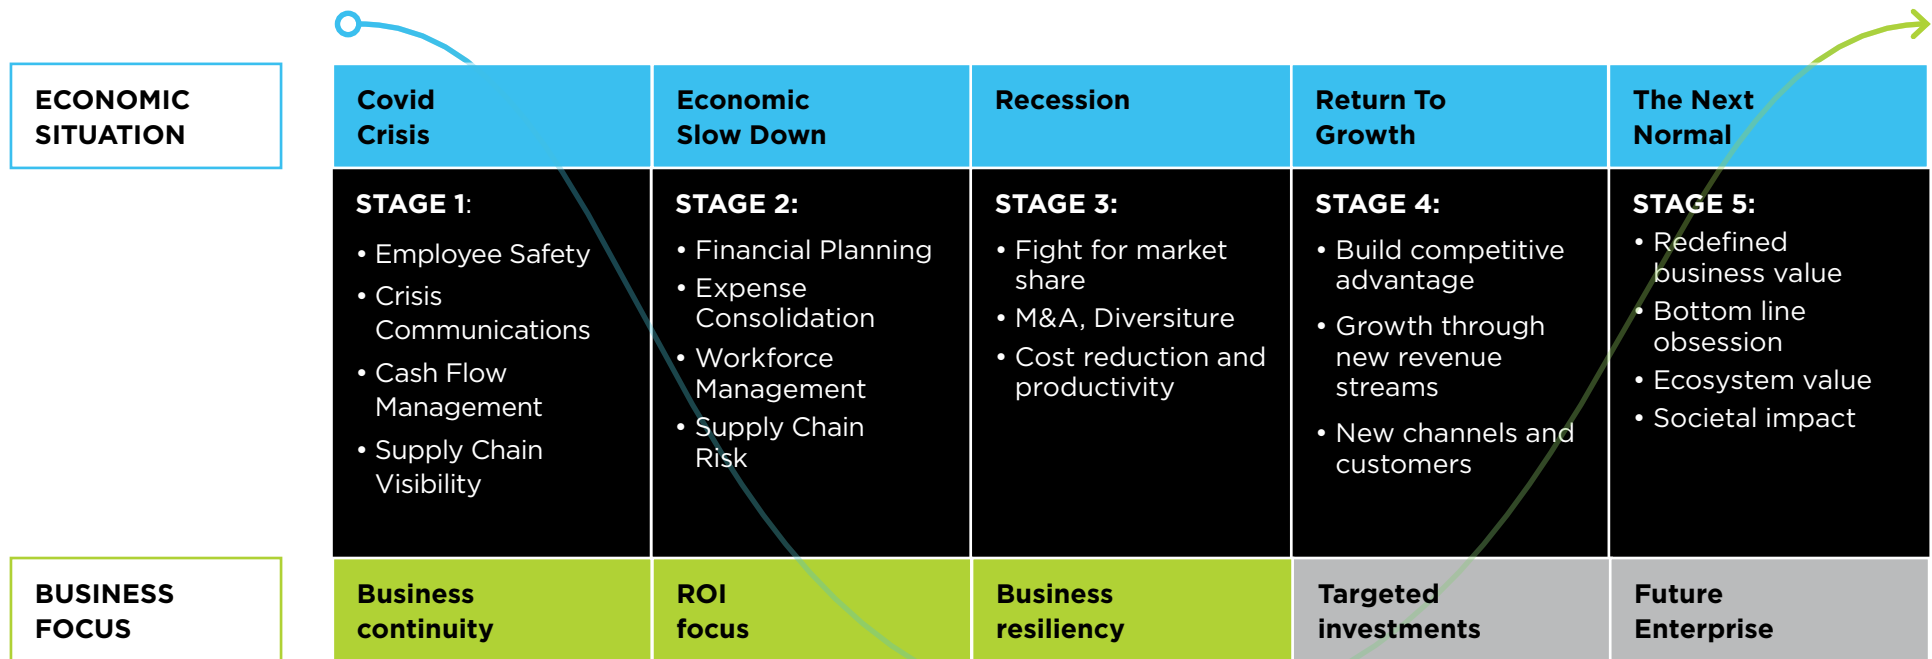 ECONOMIC
SITUATION
Covid
Crisis
Economic
Slow Down
Recession
Return To
Growth
The Next
Normal
STAGE 1:
• Employee Safety
• Crisis
Communications
• Cash Flow
Management
• Supply Chain
Visibility
STAGE 2:
• Financial Planning
• Expense
Consolidation
• Workforce
Management
• Supply Chain
Risk
STAGE 3:
• Fight for market
share
• M&A, Diversiture
• Cost reduction and
productivity
STAGE 4:
• Build competitive
advantage
• Growth through
new revenue
streams
• New channels and
customers
STAGE 5:
• Redefined
business value
• Bottom line
obsession
• Ecosystem value
• Societal impact
BUSINESS
FOCUS
Business
continuity
ROI
focus
Business
resiliency
Targeted
investments
Future
Enterprise